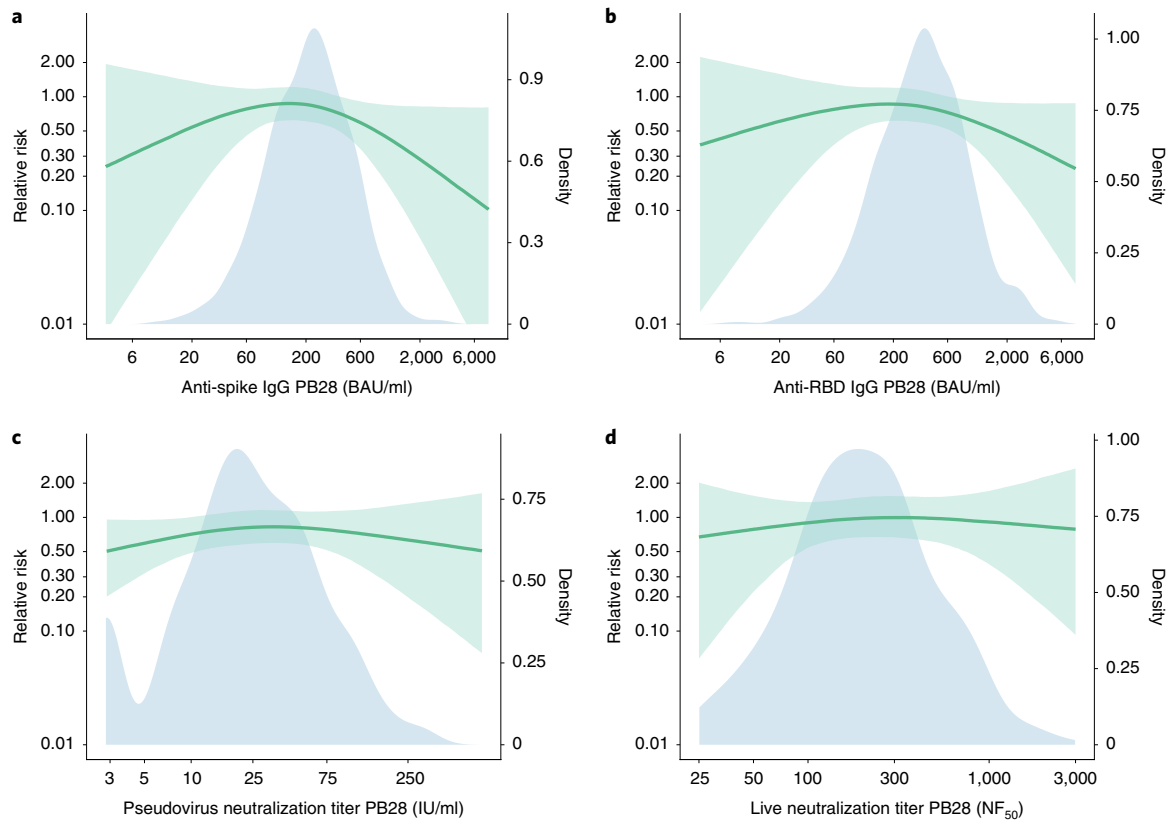 a
Relative risk
2.00
1.00
0.50
0.30
0.20
0.10
0.01
Density
0.9
0.6
0.3
0
6 20 60 200 600 2,000 6,000
Anti-spike IgG PB28 (BAU/ml)
b
Relative risk
2.00
1.00
0.50
0.30
0.20
0.10
0.01
Density
1.00
0.75
0.50
0.25
0
6 20 60 200 600 2,000 6,000
Anti-RBD IgG PB28 (BAU/ml)
c
Relative risk
2.00
1.00
0.50
0.30
0.20
0.10
0.01
Density
0.75
0.50
0.25
0
3 5 10 25 75 250
Pseudovirus neutralization titer PB28 (IU/ml)
d
Relative risk
2.00
1.00
0.50
0.30
0.20
0.10
0.01
Density
1.00
0.75
0.50
0.25
0
25 50 100 300 1,000 3,000
Live neutralization titer PB28 (NF₅₀)